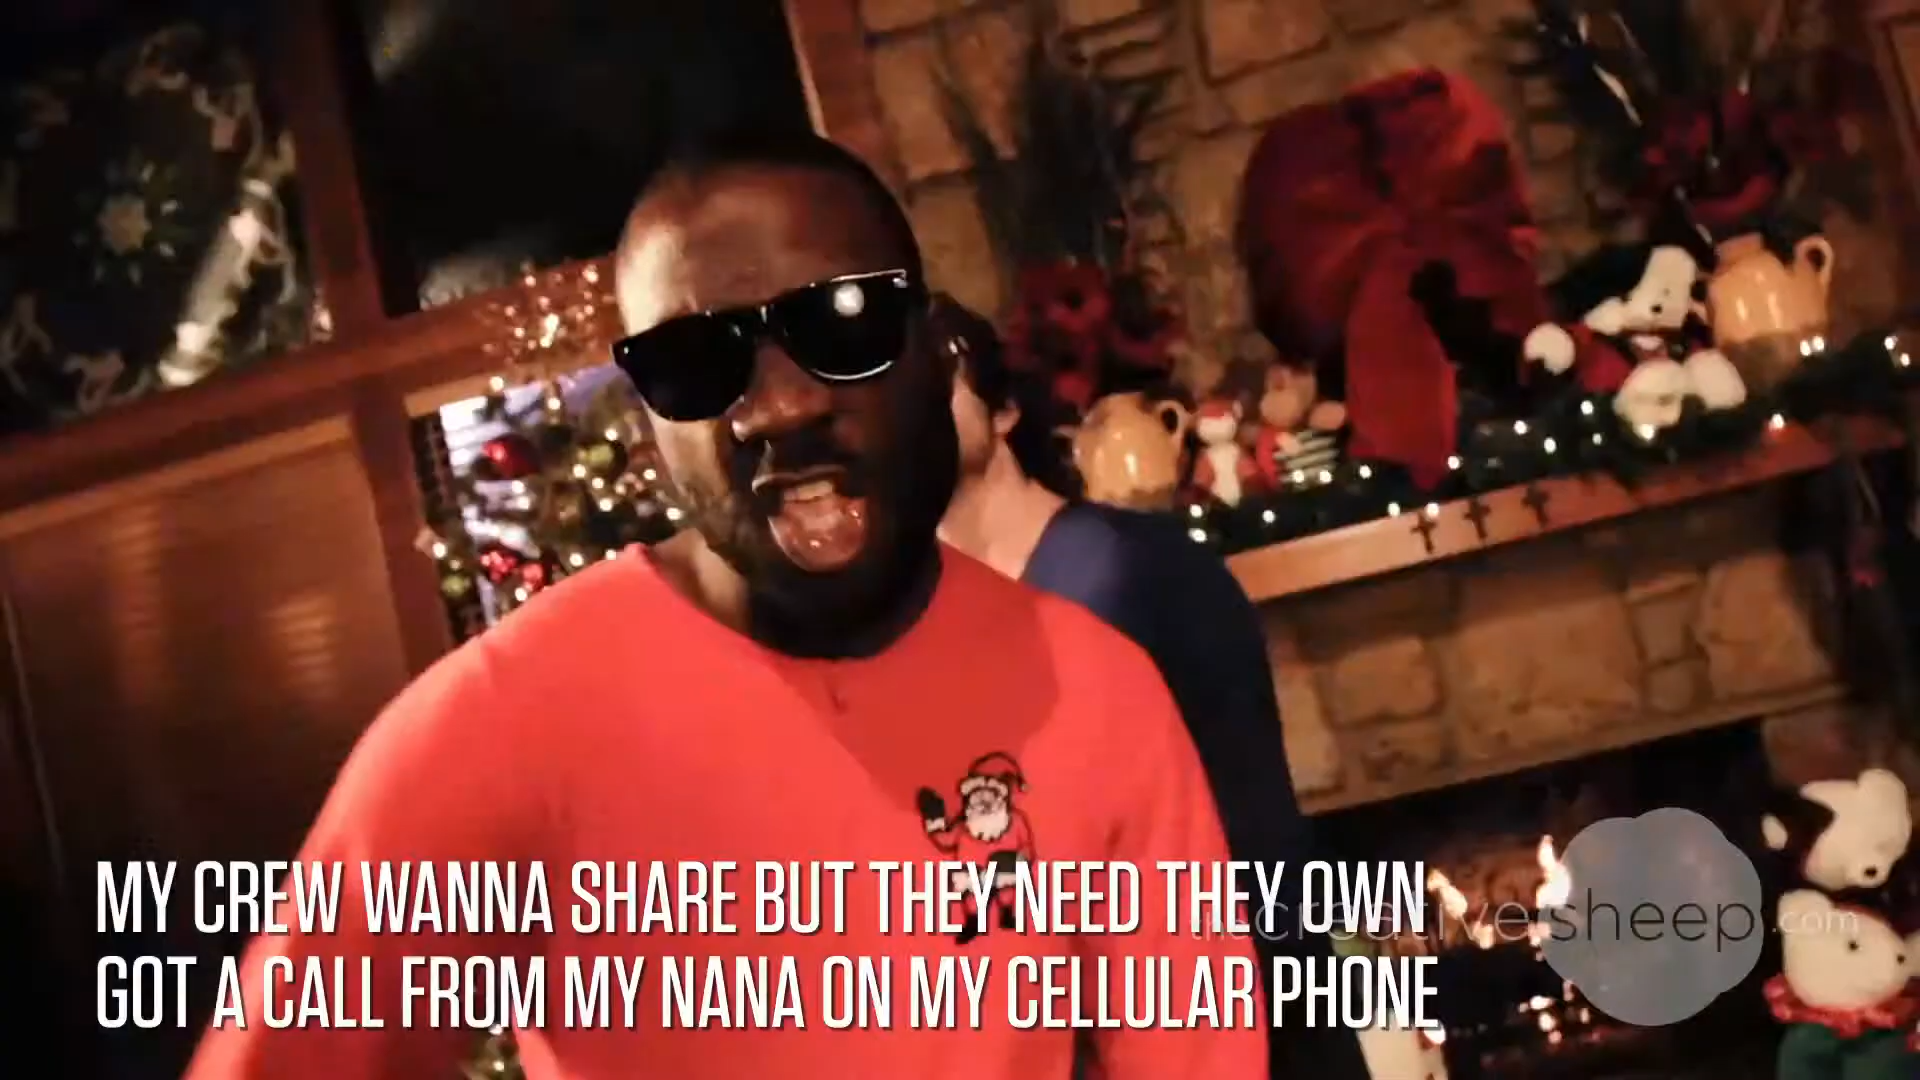 MY CREW WANNA SHARE BUT THEY NEED THEY OWN
GOT A CALL FROM MY NANA ON MY CELLULAR PHONE
thecreativesheep.com